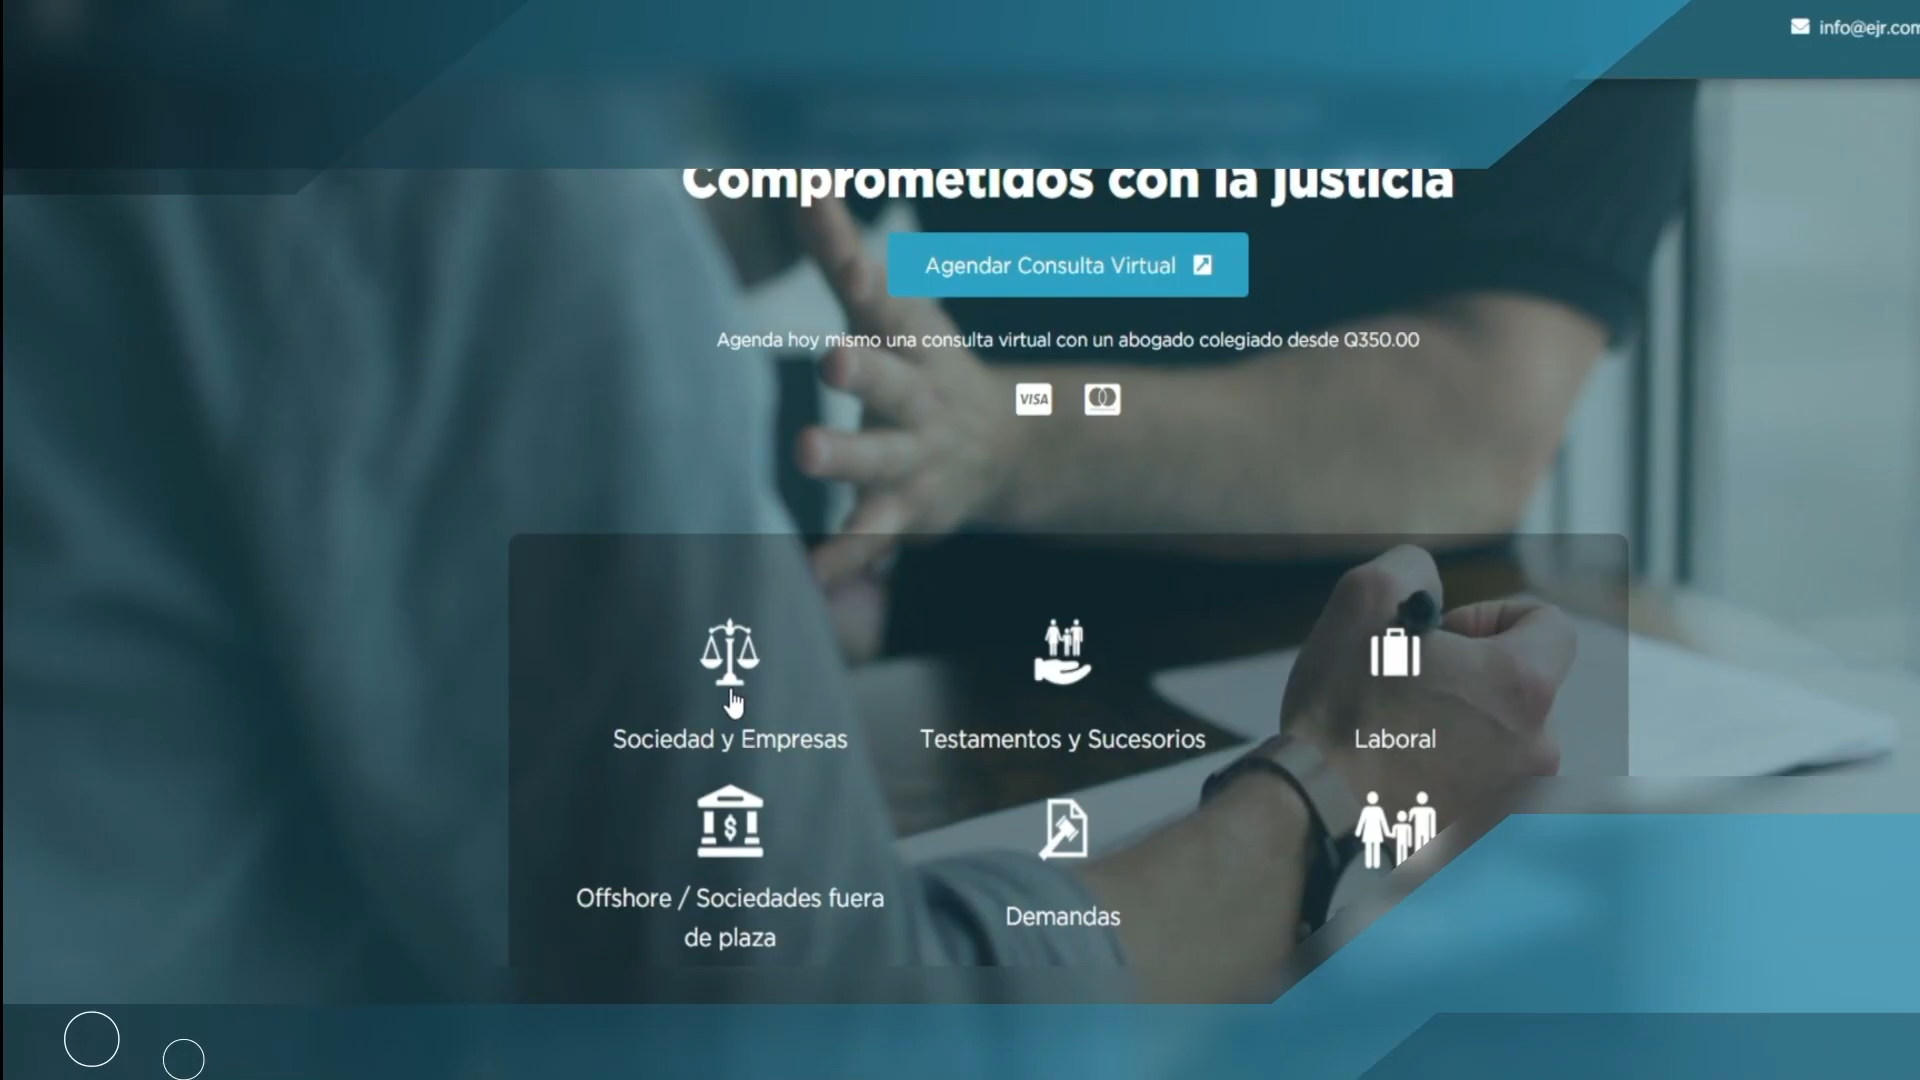 info@ejr.com
Comprometidos con la justicia
Agendar Consulta Virtual
Agenda hoy mismo una consulta virtual con un abogado colegiado desde Q350.00
VISA
Sociedad y Empresas
Testamentos y Sucesorios
Laboral
Offshore / Sociedades fuera
de plaza
Demandas